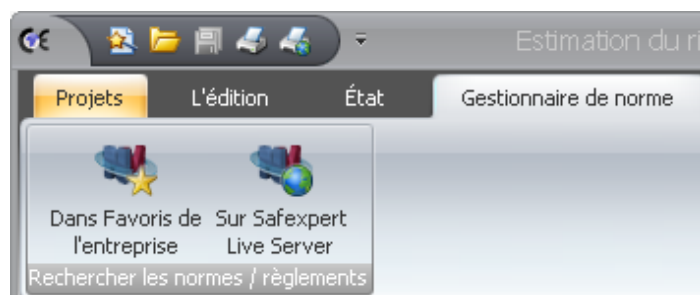 Estimation du ri
Projets L'édition État Gestionnaire de norme
Dans Favoris de l'entreprise
Sur Safexpert Live Server
Rechercher les normes / règlements